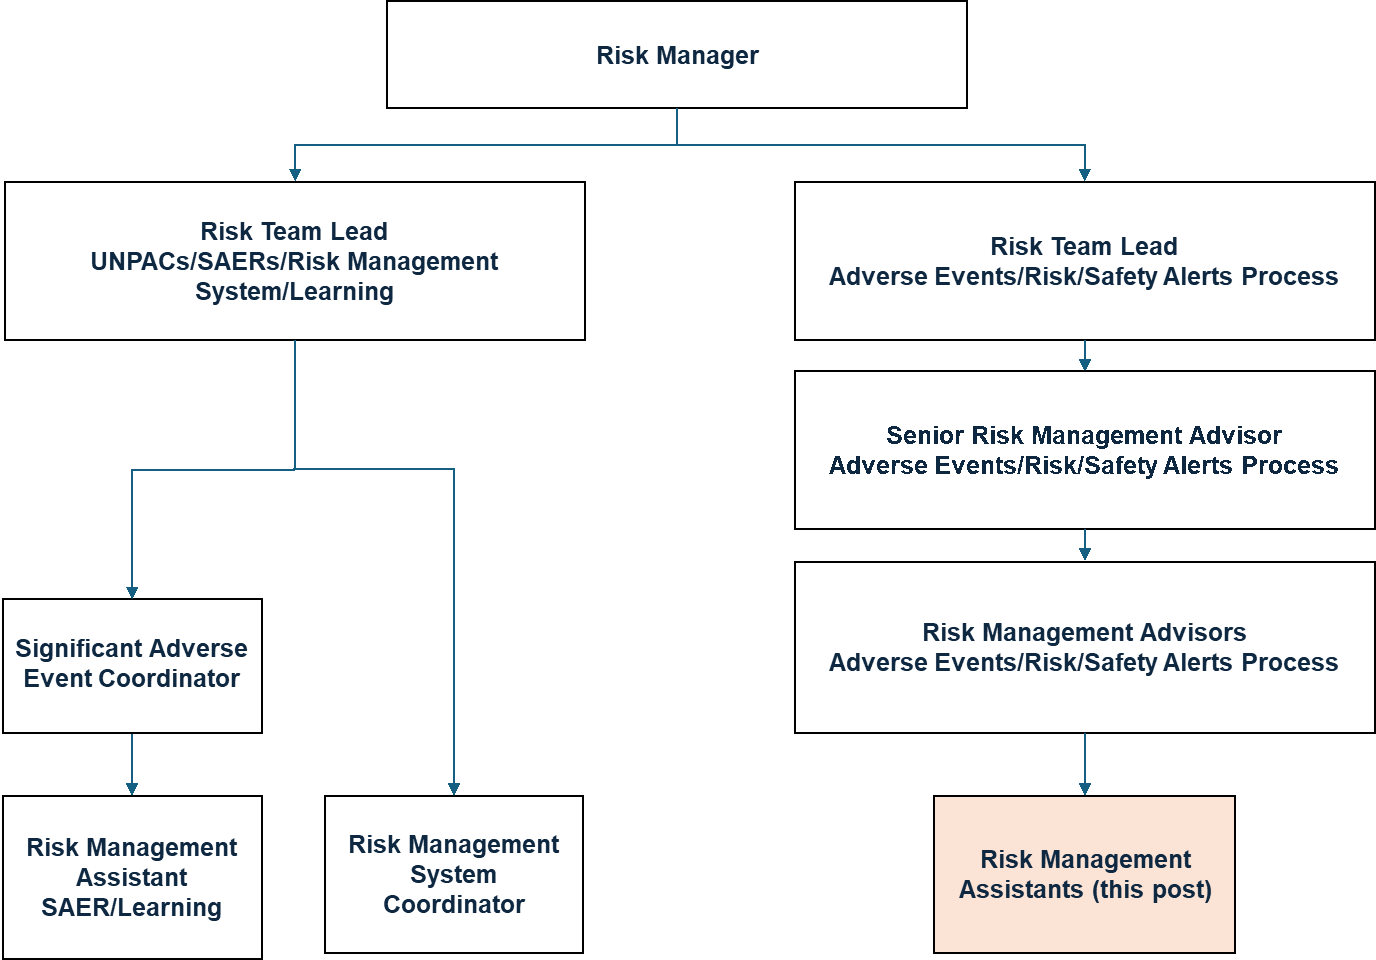 Risk Manager
Risk Team Lead
UNPACs/SAERs/Risk Management
System/Learning
Risk Team Lead
Adverse Events/Risk/Safety Alerts Process
Senior Risk Management Advisor
Adverse Events/Risk/Safety Alerts Process
Risk Management Advisors
Adverse Events/Risk/Safety Alerts Process
Significant Adverse
Event Coordinator
Risk Management
Assistant
SAER/Learning
Risk Management
System
Coordinator
Risk Management
Assistants (this post)